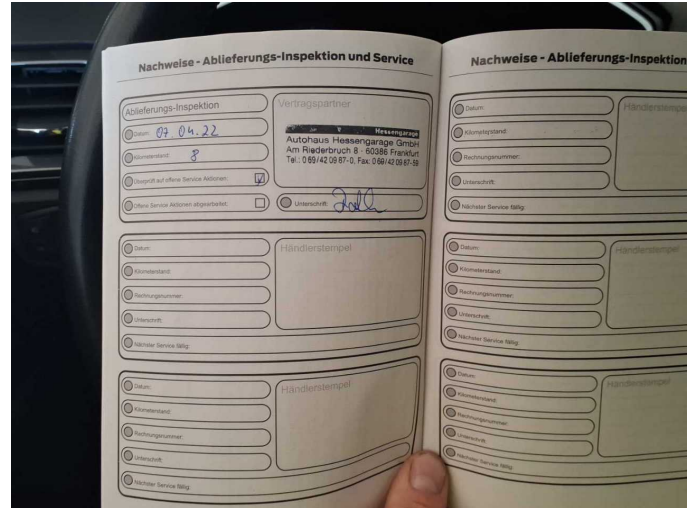 Nachweise - Ablieferungs-Inspektion und Service
Ablieferungs-Inspektion
Datum: 07.04.22
Kilometerstand: 8
Überprüft auf offene Service Aktionen:
Offene Service Aktionen abgearbeitet:
Vertragspartner
Hessengarage
Autohaus Hessengarage GmbH
Am Riederbruch 8 - 60386 Frankfurt
Tel.: 0 69/42 09 87-0, Fax: 0 69/42 09 87-59
Unterschrift:
Datum:
Kilometerstand:
Rechnungsnummer:
Unterschrift:
Nächster Service fällig:
Händlerstempel
Datum:
Kilometerstand:
Rechnungsnummer:
Unterschrift:
Nächster Service fällig:
Händlerstempel
Nachweise - Ablieferungs-Inspektion
Datum:
Kilometerstand:
Rechnungsnummer:
Unterschrift:
Nächster Service fällig:
Händlerstempel
Datum:
Kilometerstand:
Rechnungsnummer:
Unterschrift:
Nächster Service fällig:
Händlerstempel
Datum:
Kilometerstand:
Rechnungsnummer:
Unterschrift:
Nächster Service fällig:
Händlerstempel